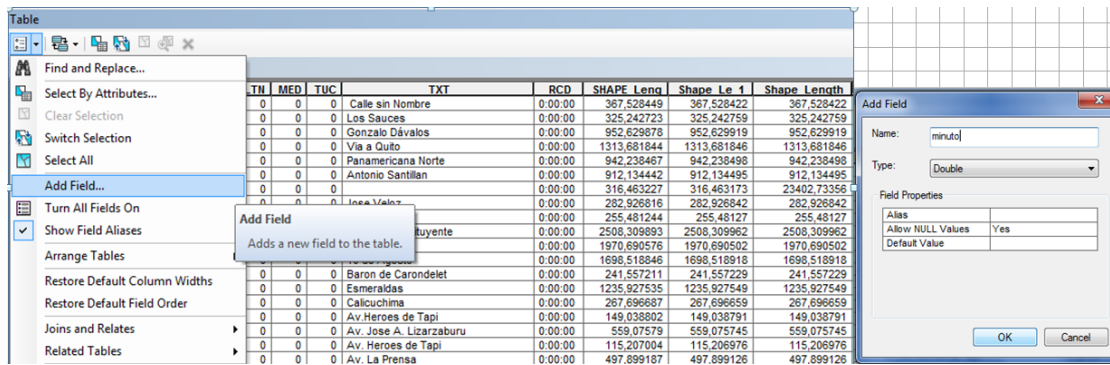 Table
Find and Replace...
Select By Attributes...
Clear Selection
Switch Selection
Select All
Add Field...
Turn All Fields On
Show Field Aliases
Arrange Tables
Restore Default Column Widths
Restore Default Field Order
Joins and Relates
Related Tables
Add Field
Adds a new field to the table.
LTN MED TUC TXT RCD SHAPE_Leng Shape_Le_1 Shape_Length
0 0 0 Calle sin Nombre 0:00:00 367,528449 367,528422 367,528422
0 0 0 Los Sauces 0:00:00 325,242723 325,242759 325,242759
0 0 0 Gonzalo Dávalos 0:00:00 952,629878 952,629919 952,629919
0 0 0 Via a Quito 0:00:00 1313,681844 1313,681846 1313,681846
0 0 0 Panamericana Norte 0:00:00 942,238467 942,238498 942,238498
0 0 0 Antonio Santillan 0:00:00 912,134442 912,134495 912,134495
0 0 0 0:00:00 316,463227 316,463173 23402,73356
0 0 0 Jose Veloz 0:00:00 282,926816 282,926842 282,926842
0:00:00 255,481244 255,48127 255,48127
tuyente 0:00:00 2508,309893 2508,309962 2508,309962
0:00:00 1970,690576 1970,690502 1970,690502
0:00:00 1698,518846 1698,518918 1698,518918
0 0 0 Baron de Carondelet 0:00:00 241,557211 241,557229 241,557229
0 0 0 Esmeraldas 0:00:00 1235,927535 1235,927549 1235,927549
0 0 0 Calicuchima 0:00:00 267,696687 267,696659 267,696659
0 0 0 Av.Heroes de Tapi 0:00:00 149,038802 149,038791 149,038791
0 0 0 Av. Jose A. Lizarzaburu 0:00:00 559,07579 559,075745 559,075745
0 0 0 Av. Heroes de Tapi 0:00:00 115,207004 115,206976 115,206976
0 0 0 Av. La Prensa 0:00:00 497,899187 497,899126 497,899126
Add Field
Name: minuto
Type: Double
Field Properties
Alias
Allow NULL Values Yes
Default Value
OK Cancel